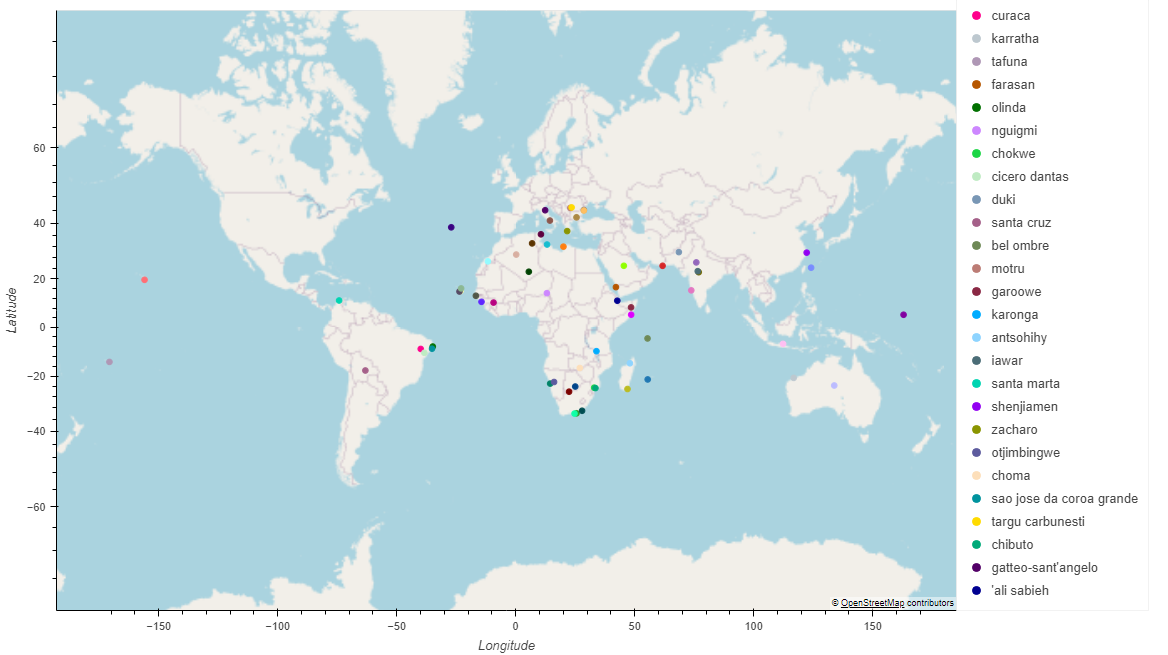 60
40
20
0
−20
−40
−60
Latitude
−150
−100
−50
0
50
100
150
Longitude
© OpenStreetMap contributors
curaca
karratha
tafuna
farasan
olinda
nguigmi
chokwe
cicero dantas
duki
santa cruz
bel ombre
motru
garoowe
karonga
antsohihy
iawar
santa marta
shenjiamen
zacharo
otjimbingwe
choma
sao jose da coroa grande
targu carbunesti
chibuto
gatteo-sant'angelo
'ali sabieh